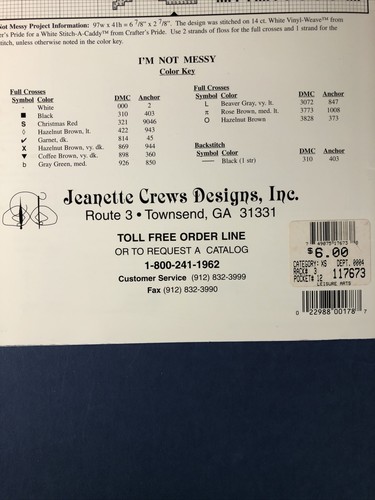 Not Messy Project Information: 97w x 41h = 6 7/8" x 2 7/8". The design was stitched on 14 ct. White Vinyl-Weave™ from
er's Pride for a White Stitch-A-Caddy™ from Crafter's Pride. Use 2 strands of floss for the full crosses and 1 strand for the
titch, unless otherwise noted in the color key.
I'M NOT MESSY
Color Key
Full Crosses
Symbol Color DMC Anchor
· White 000 2
■ Black 310 403
S Christmas Red 321 9046
◊ Hazelnut Brown, lt. 422 943
✔ Garnet, dk. 814 45
X Hazelnut Brown, vy. dk. 869 944
▼ Coffee Brown, vy. dk. 898 360
b Gray Green, med. 926 850
Full Crosses
Symbol Color DMC Anchor
L Beaver Gray, vy. lt. 3072 847
π Rose Brown, med. lt. 3773 1008
O Hazelnut Brown 3828 373
Backstitch
Symbol Color DMC Anchor
— Black (1 str) 310 403
Jeanette Crews Designs, Inc.
Route 3 • Townsend, GA 31331
TOLL FREE ORDER LINE
OR TO REQUEST A CATALOG
1-800-241-1962
Customer Service (912) 832-3999
Fax (912) 832-3990
$6.00
CATEGORY: XS DEPT. 0004
RACK# 3
POCKET# 12 117673
LEISURE ARTS
0 22988 00178 7